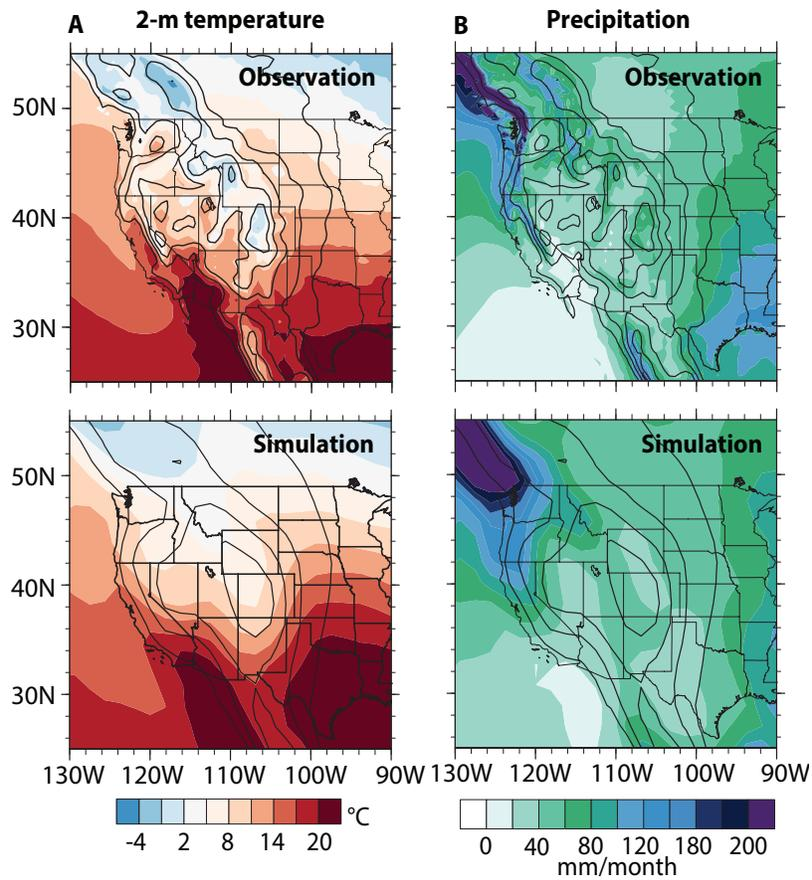 A 2-m temperature
B Precipitation
Observation
Observation
50N
40N
30N
Simulation
Simulation
50N
40N
30N
130W 120W 110W 100W 90W
130W 120W 110W 100W 90W
°C
-4 2 8 14 20
0 40 80 120 180 200
mm/month